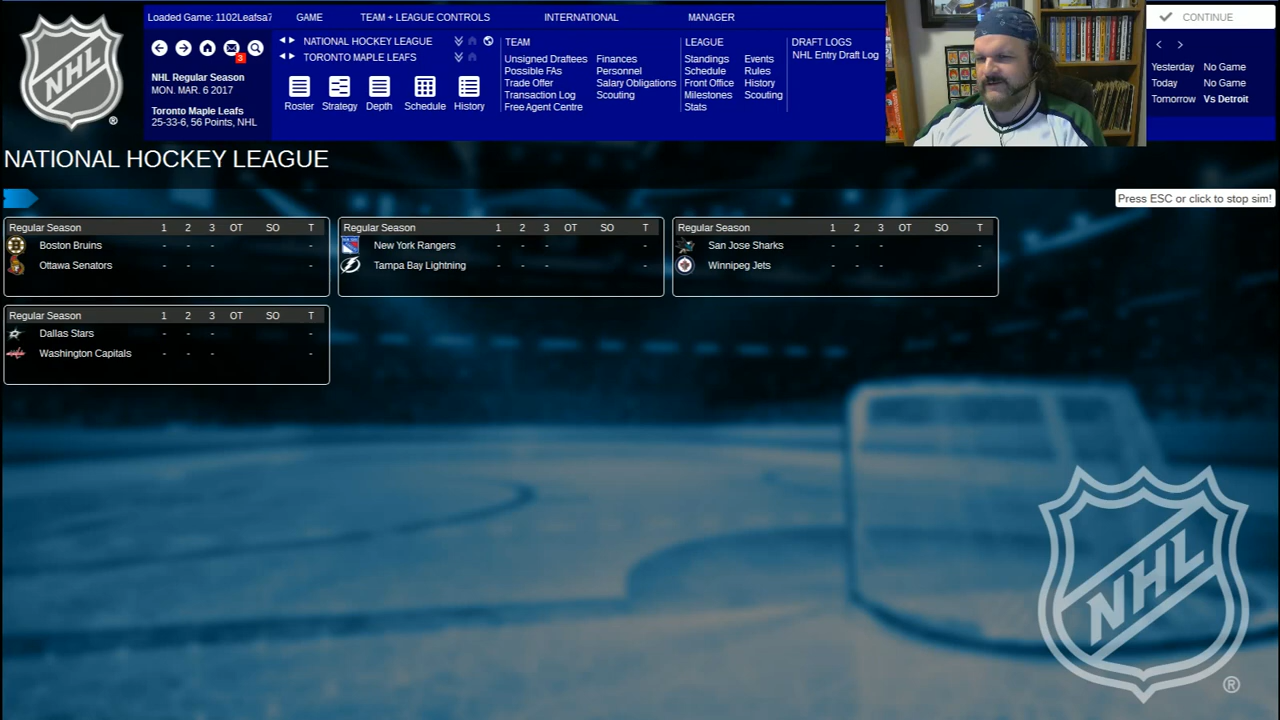 Loaded Game: 1102Leafsa7
GAME
TEAM + LEAGUE CONTROLS
INTERNATIONAL
MANAGER
CONTINUE
3
NHL Regular Season
MON. MAR. 6 2017
Toronto Maple Leafs
25-33-6, 56 Points, NHL
NATIONAL HOCKEY LEAGUE
TORONTO MAPLE LEAFS
Roster Strategy Depth Schedule History
TEAM
Unsigned Draftees Finances
Possible FAs Personnel
Trade Offer Salary Obligations
Transaction Log Scouting
Free Agent Centre
LEAGUE
Standings Events
Schedule Rules
Front Office History
Milestones Scouting
Stats
DRAFT LOGS
NHL Entry Draft Log
Yesterday No Game
Today No Game
Tomorrow Vs Detroit
NHL ®
NATIONAL HOCKEY LEAGUE
Press ESC or click to stop sim!
Regular Season 1 2 3 OT SO T
Boston Bruins - - - -
Ottawa Senators - - - -
Regular Season 1 2 3 OT SO T
New York Rangers - - - -
Tampa Bay Lightning - - - -
Regular Season 1 2 3 OT SO T
San Jose Sharks - - - -
Winnipeg Jets - - - -
Regular Season 1 2 3 OT SO T
Dallas Stars - - - -
Washington Capitals - - - -
NHL ®